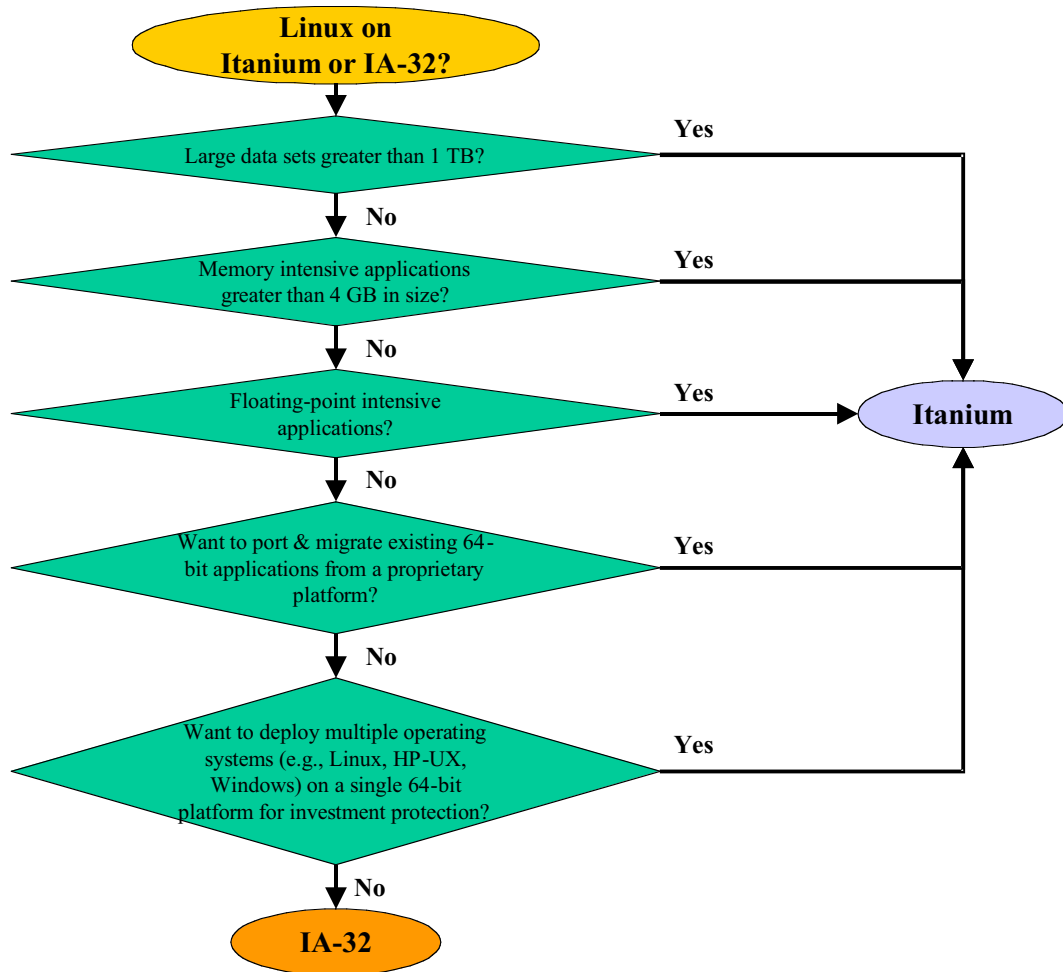 Linux on
Itanium or IA-32?
Yes
Large data sets greater than 1 TB?
No
Memory intensive applications
greater than 4 GB in size?
Yes
No
Floating-point intensive
applications?
Yes
Itanium
No
Want to port & migrate existing 64-
bit applications from a proprietary
platform?
Yes
No
Want to deploy multiple operating
systems (e.g., Linux, HP-UX,
Windows) on a single 64-bit
platform for investment protection?
Yes
No
IA-32